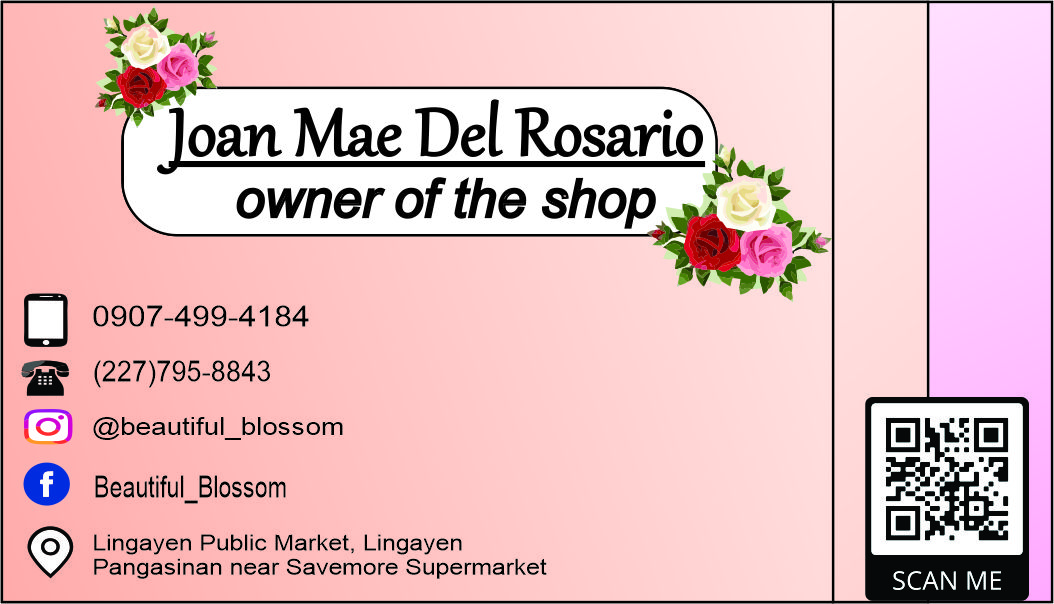 Joan Mae Del Rosario
owner of the shop
0907-499-4184
(227)795-8843
@beautiful_blossom
Beautiful_Blossom
Lingayen Public Market, Lingayen
Pangasinan near Savemore Supermarket
SCAN ME